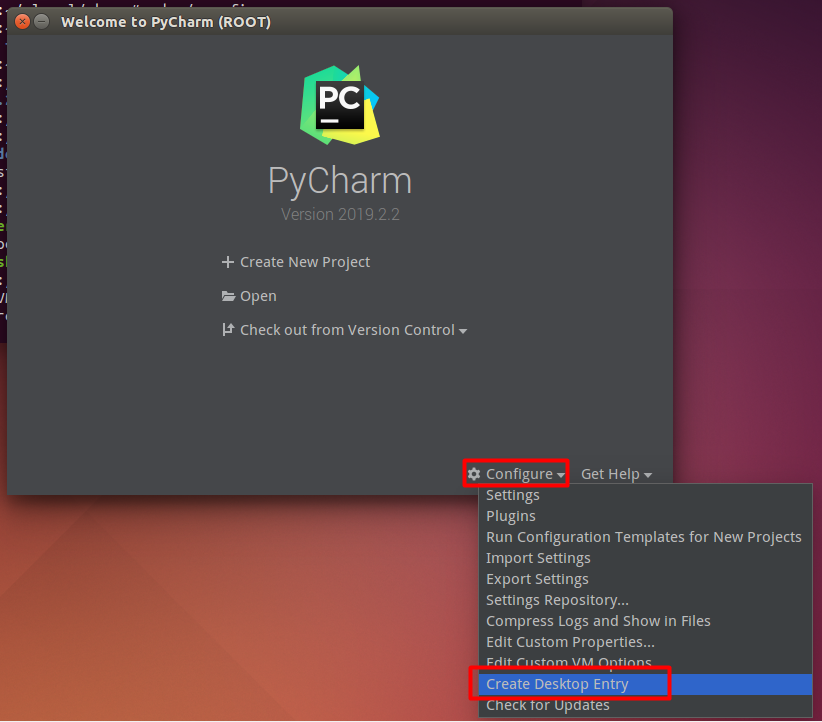 Welcome to PyCharm (ROOT)
PC
PyCharm
Version 2019.2.2
Create New Project
Open
Check out from Version Control
Configure
Get Help
Settings
Plugins
Run Configuration Templates for New Projects
Import Settings
Export Settings
Settings Repository...
Compress Logs and Show in Files
Edit Custom Properties...
Edit Custom VM Options...
Create Desktop Entry
Check for Updates